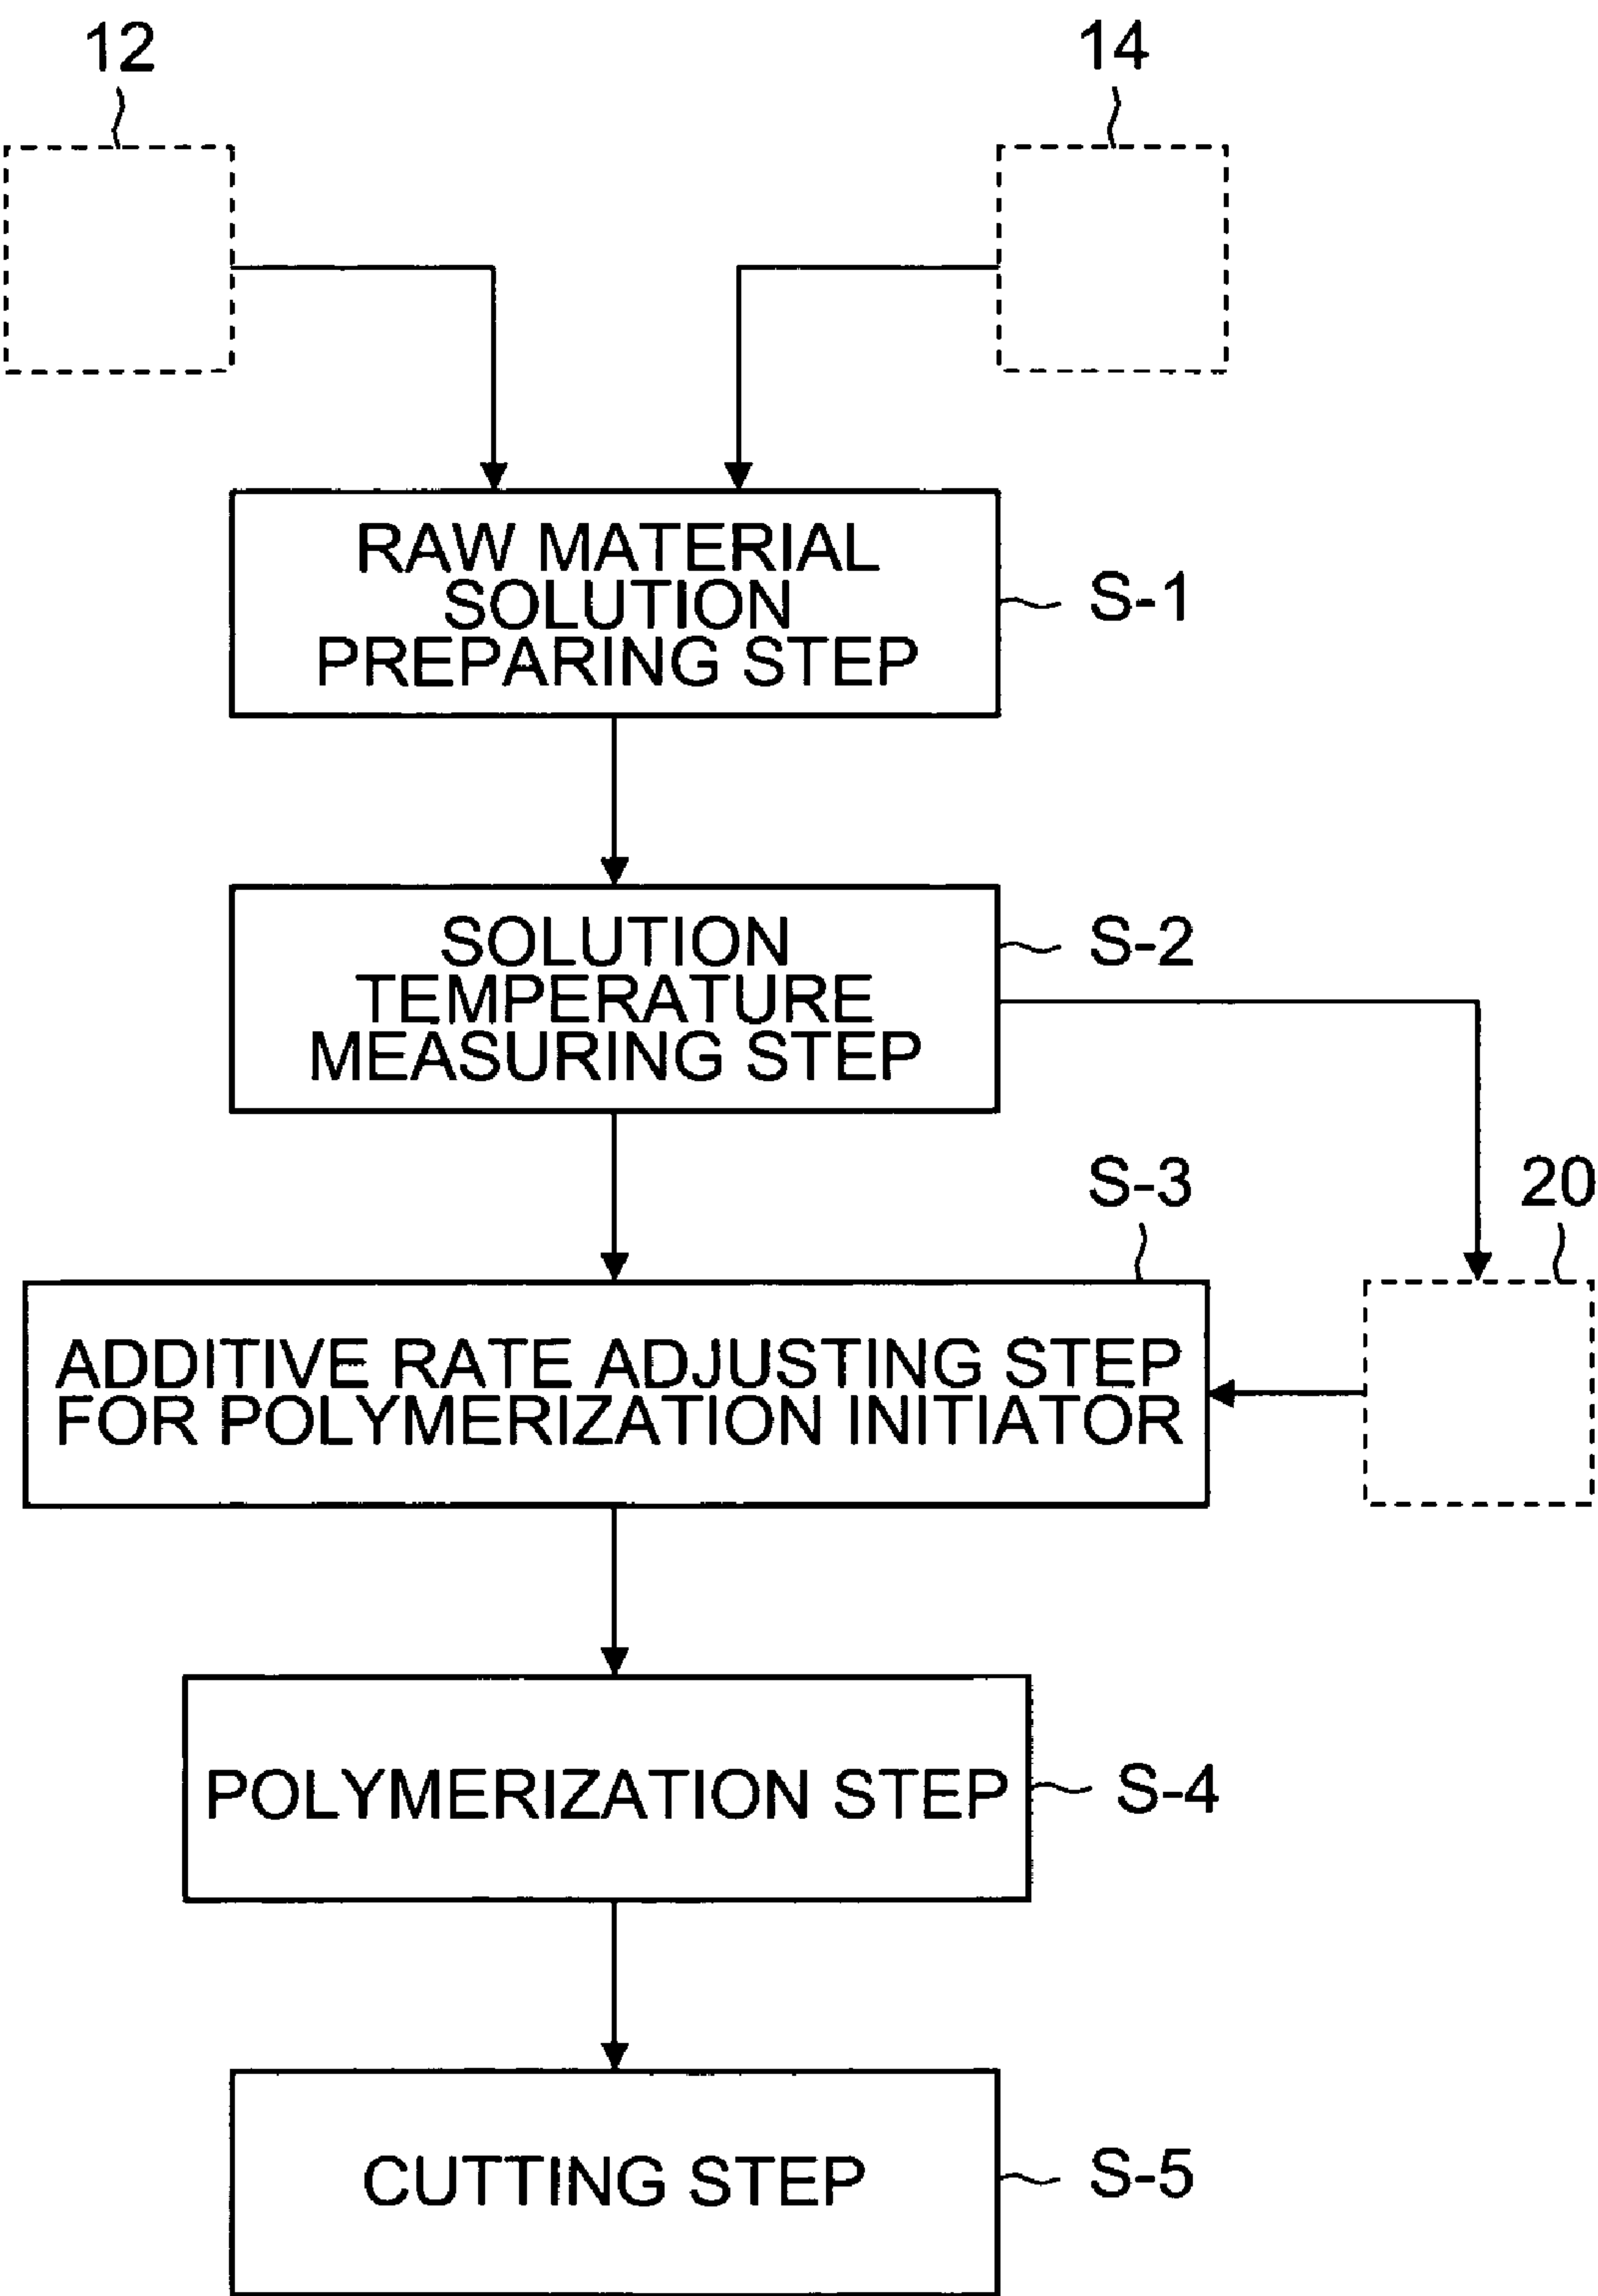 12
14
RAW MATERIAL
SOLUTION
PREPARING STEP
S-1
SOLUTION
TEMPERATURE
MEASURING STEP
S-2
S-3
20
ADDITIVE RATE ADJUSTING STEP
FOR POLYMERIZATION INITIATOR
POLYMERIZATION STEP
S-4
CUTTING STEP
S-5